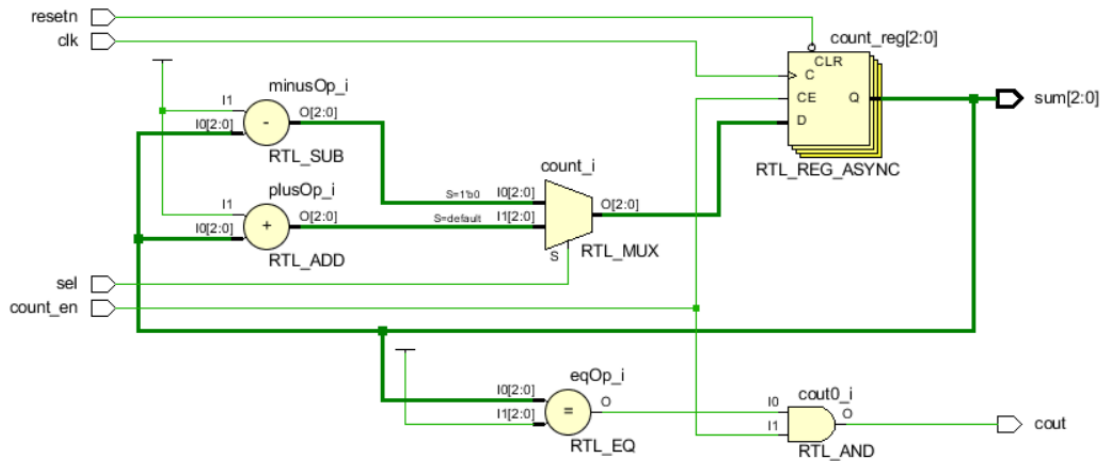 resetn
clk
count_reg[2:0]
CLR
C
CE
Q
D
RTL_REG_ASYNC
sum[2:0]
minusOp_i
I1
I0[2:0]
-
O[2:0]
RTL_SUB
plusOp_i
I1
I0[2:0]
+
O[2:0]
RTL_ADD
count_i
S=1'b0
I0[2:0]
S=default
I1[2:0]
O[2:0]
S
RTL_MUX
sel
count_en
eqOp_i
I0[2:0]
I1[2:0]
=
O
RTL_EQ
cout0_i
I0
I1
O
RTL_AND
cout